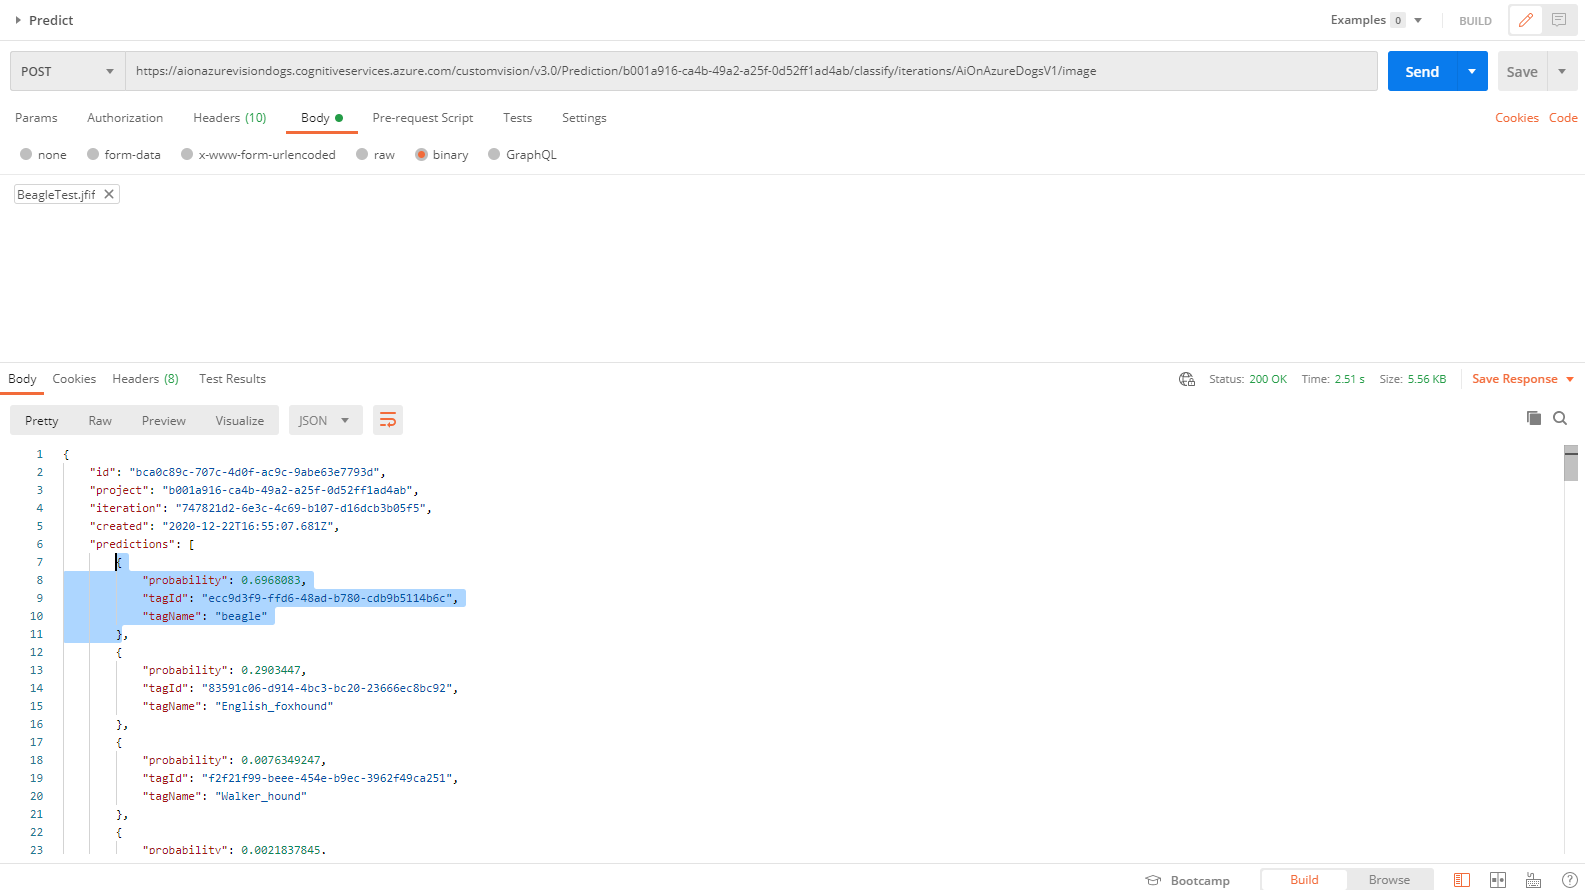 Predict
Examples 0 BUILD
POST https://aionazurevisiondogs.cognitiveservices.azure.com/customvision/v3.0/Prediction/b001a916-ca4b-49a2-a25f-0d52ff1ad4ab/classify/iterations/AiOnAzureDogsV1/image Send Save
Params Authorization Headers (10) Body Pre-request Script Tests Settings Cookies Code
none form-data x-www-form-urlencoded raw binary GraphQL
BeagleTest.jfif
Body Cookies Headers (8) Test Results Status: 200 OK Time: 2.51 s Size: 5.56 KB Save Response
Pretty Raw Preview Visualize JSON
1 {
2 "id": "bca0c89c-707c-4d0f-ac9c-9abe63e7793d",
3 "project": "b001a916-ca4b-49a2-a25f-0d52ff1ad4ab",
4 "iteration": "747821d2-6e3c-4c69-b107-d16dcb3b05f5",
5 "created": "2020-12-22T16:55:07.681Z",
6 "predictions": [
7 {
8 "probability": 0.6968083,
9 "tagId": "ecc9d3f9-ffd6-48ad-b780-cdb9b5114b6c",
10 "tagName": "beagle"
11 },
12 {
13 "probability": 0.2903447,
14 "tagId": "83591c06-d914-4bc3-bc20-23666ec8bc92",
15 "tagName": "English_foxhound"
16 },
17 {
18 "probability": 0.0076349247,
19 "tagId": "f2f21f99-beee-454e-b9ec-3962f49ca251",
20 "tagName": "Walker_hound"
21 },
22 {
23 "probability": 0.0021837845,
Bootcamp Build Browse